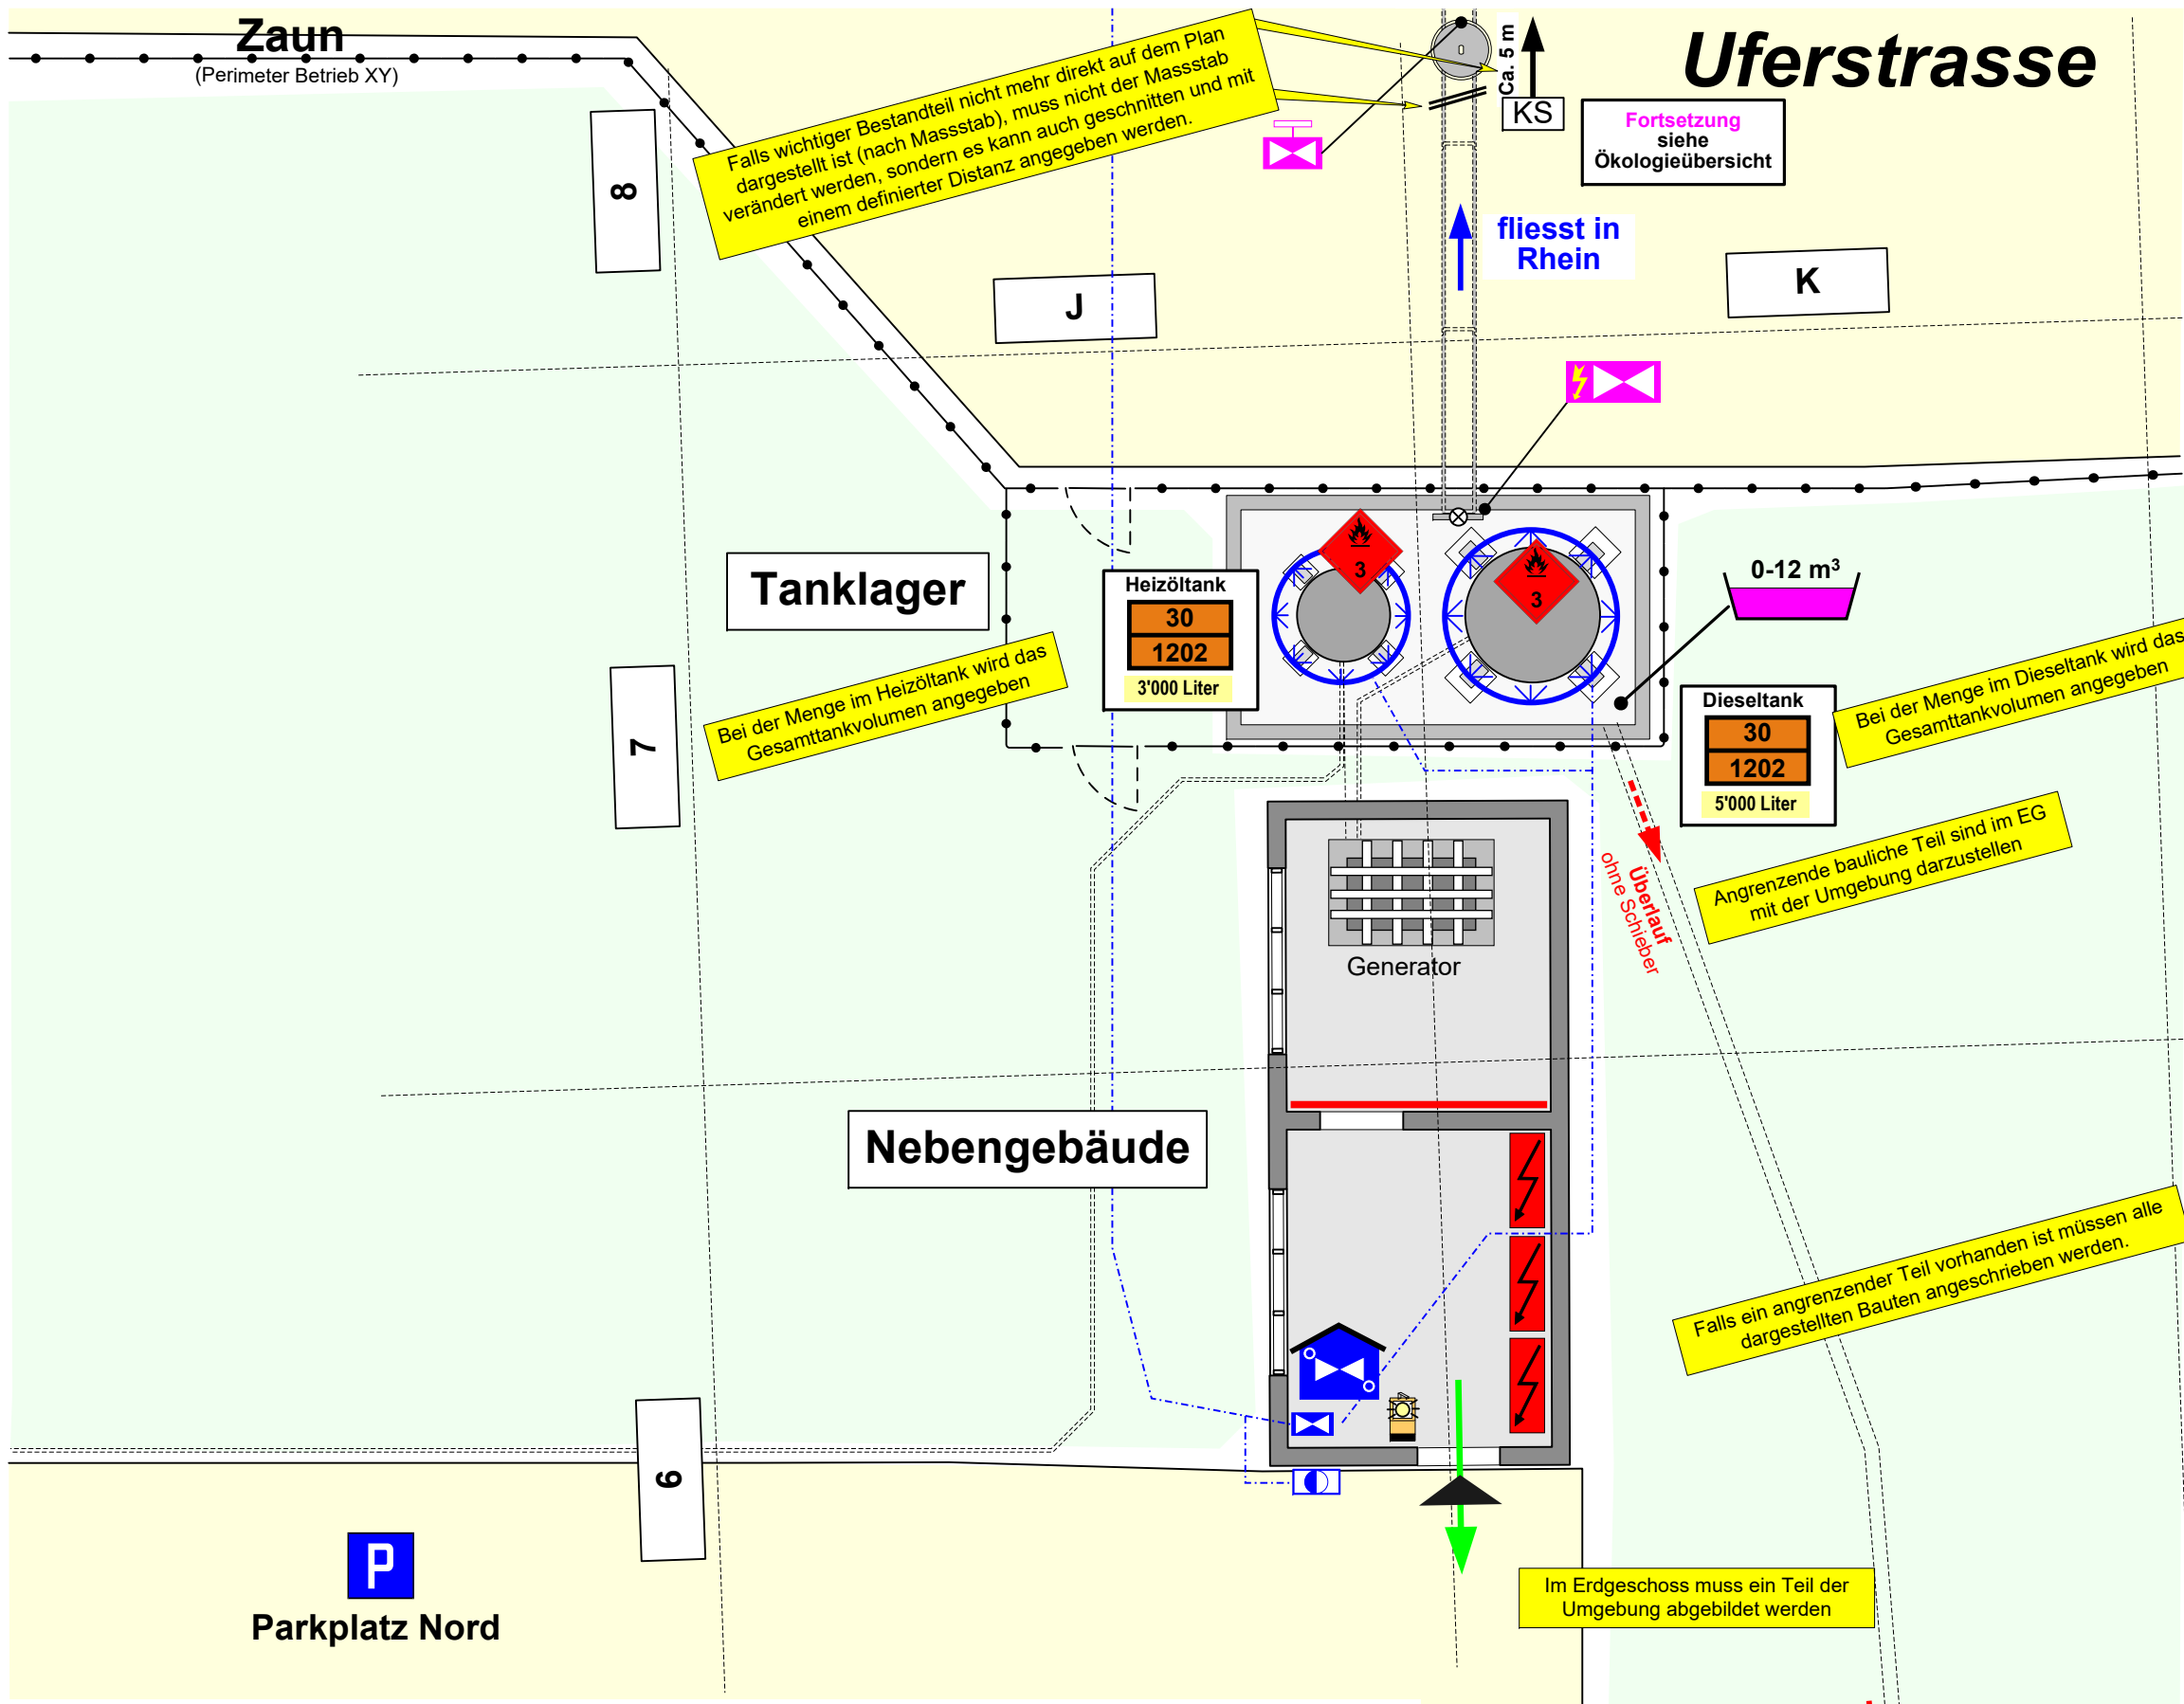 Zaun
(Perimeter Betrieb XY)
Falls wichtiger Bestandteil nicht mehr direkt auf dem Plan
dargestellt ist (nach Massstab), muss nicht der Massstab
verändert werden, sondern es kann auch geschnitten und mit
einem definierter Distanz angegeben werden.
Ca. 5 m
KS
Uferstrasse
Fortsetzung
siehe
Ökologieübersicht
8
fliesst in
Rhein
J
K
Tanklager
Heizöltank
30
1202
3'000 Liter
3
3
0-12 m³
Bei der Menge im Heizöltank wird das
Gesamttankvolumen angegeben
Bei der Menge im Dieseltank wird das
Gesamttankvolumen angegeben
7
Dieseltank
30
1202
5'000 Liter
Angrenzende bauliche Teil sind im EG
mit der Umgebung darzustellen
Überlauf
ohne Schieber
Generator
Nebengebäude
Falls ein angrenzender Teil vorhanden ist müssen alle
dargestellten Bauten angeschrieben werden.
6
P
Parkplatz Nord
Im Erdgeschoss muss ein Teil der
Umgebung abgebildet werden